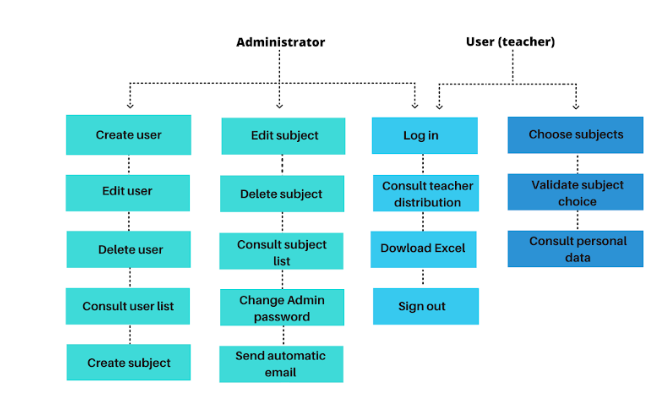 Administrator
User (teacher)
Create user
Edit subject
Log in
Choose subjects
Edit user
Delete subject
Consult teacher
distribution
Validate subject
choice
Delete user
Consult subject
list
Dowload Excel
Consult personal
data
Consult user list
Change Admin
password
Sign out
Create subject
Send automatic
email